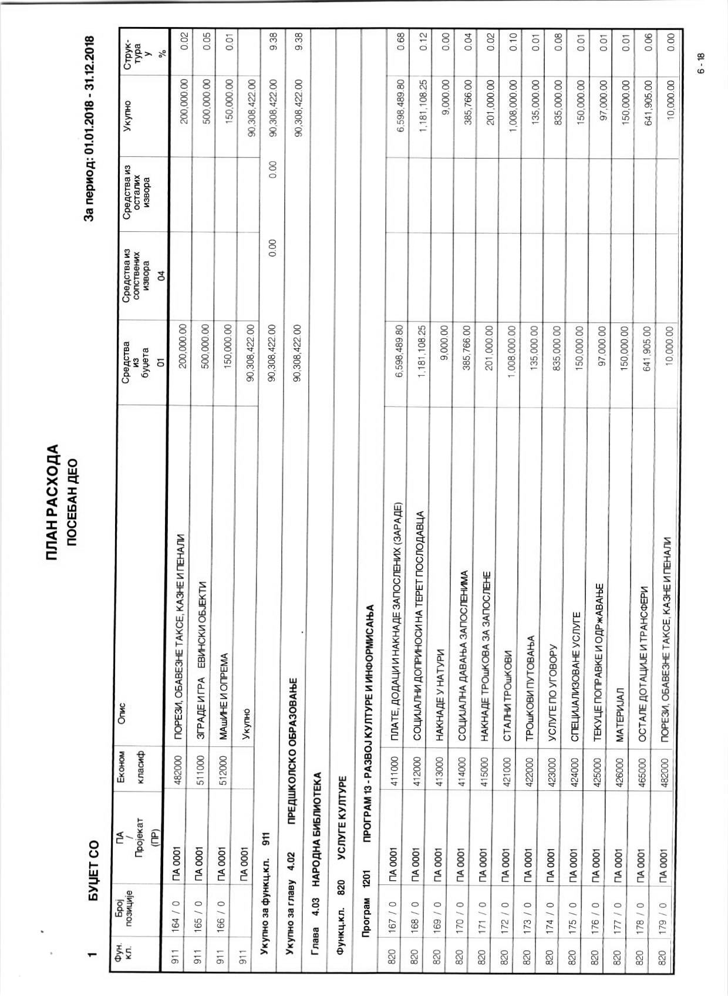 ПЛАН РАСХОДА
ПОСЕБАН ДЕО
1 БУЏЕТ СО За период: 01.01.2018 - 31.12.2018
Фун. кл. Број позиције ПА / Пројекат (ПР) Економ класиф Опис Средства из буџета 01 Средства из сопствених извора 04 Средства из осталих извора Укупно Струк-тура у %
911 164 / 0 ПА 0001 482000 ПОРЕЗИ, ОБАВЕЗНЕ ТАКСЕ, КАЗНЕ И ПЕНАЛИ 200,000.00 200,000.00 0.02
911 165 / 0 ПА 0001 511000 ЗГРАДЕ И ГРА ЕВИНСКИ ОБЈЕКТИ 500,000.00 500,000.00 0.05
911 166 / 0 ПА 0001 512000 МАшИНЕ И ОПРЕМА 150,000.00 150,000.00 0.01
911 ПА 0001 Укупно 90,308,422.00 90,308,422.00
Укупно за функц.кл. 911 90,308,422.00 0.00 0.00 90,308,422.00 9.38
Укупно за главу 4.02 ПРЕДШКОЛСКО ОБРАЗОВАЊЕ 90,308,422.00 90,308,422.00 9.38
Глава 4.03 НАРОДНА БИБЛИОТЕКА
Функц.кл. 820 УСЛУГЕ КУЛТУРЕ
Програм 1201 ПРОГРАМ 13 - РАЗВОЈ КУЛТУРЕ И ИНФОРМИСАЊА
820 167 / 0 ПА 0001 411000 ПЛАТЕ, ДОДАЦИ И НАКНАДЕ ЗАПОСЛЕНИХ (ЗАРАДЕ) 6,598,489.80 6,598,489.80 0.68
820 168 / 0 ПА 0001 412000 СОЦИЈАЛНИ ДОПРИНОСИ НА ТЕРЕТ ПОСЛОДАВЦА 1,181,108.25 1,181,108.25 0.12
820 169 / 0 ПА 0001 413000 НАКНАДЕ У НАТУРИ 9,000.00 9,000.00 0.00
820 170 / 0 ПА 0001 414000 СОЦИЈАЛНА ДАВАЊА ЗАПОСЛЕНИМА 385,766.00 385,766.00 0.04
820 171 / 0 ПА 0001 415000 НАКНАДЕ ТРОшКОВА ЗА ЗАПОСЛЕНЕ 201,000.00 201,000.00 0.02
820 172 / 0 ПА 0001 421000 СТАЛНИ ТРОшКОВИ 1,008,000.00 1,008,000.00 0.10
820 173 / 0 ПА 0001 422000 ТРОшКОВИ ПУТОВАЊА 135,000.00 135,000.00 0.01
820 174 / 0 ПА 0001 423000 УСЛУГЕ ПО УГОВОРУ 835,000.00 835,000.00 0.08
820 175 / 0 ПА 0001 424000 СПЕЦИЈАЛИЗОВАНЕ УСЛУГЕ 150,000.00 150,000.00 0.01
820 176 / 0 ПА 0001 425000 ТЕКУЦЕ ПОПРАВКЕ И ОДРжАВАЊЕ 97,000.00 97,000.00 0.01
820 177 / 0 ПА 0001 426000 МАТЕРИЈАЛ 150,000.00 150,000.00 0.01
820 178 / 0 ПА 0001 465000 ОСТАЛЕ ДОТАЦИЈЕ И ТРАНСФЕРИ 641,905.00 641,905.00 0.06
820 179 / 0 ПА 0001 482000 ПОРЕЗИ, ОБАВЕЗНЕ ТАКСЕ, КАЗНЕ И ПЕНАЛИ 10,000.00 10,000.00 0.00
6 - 18